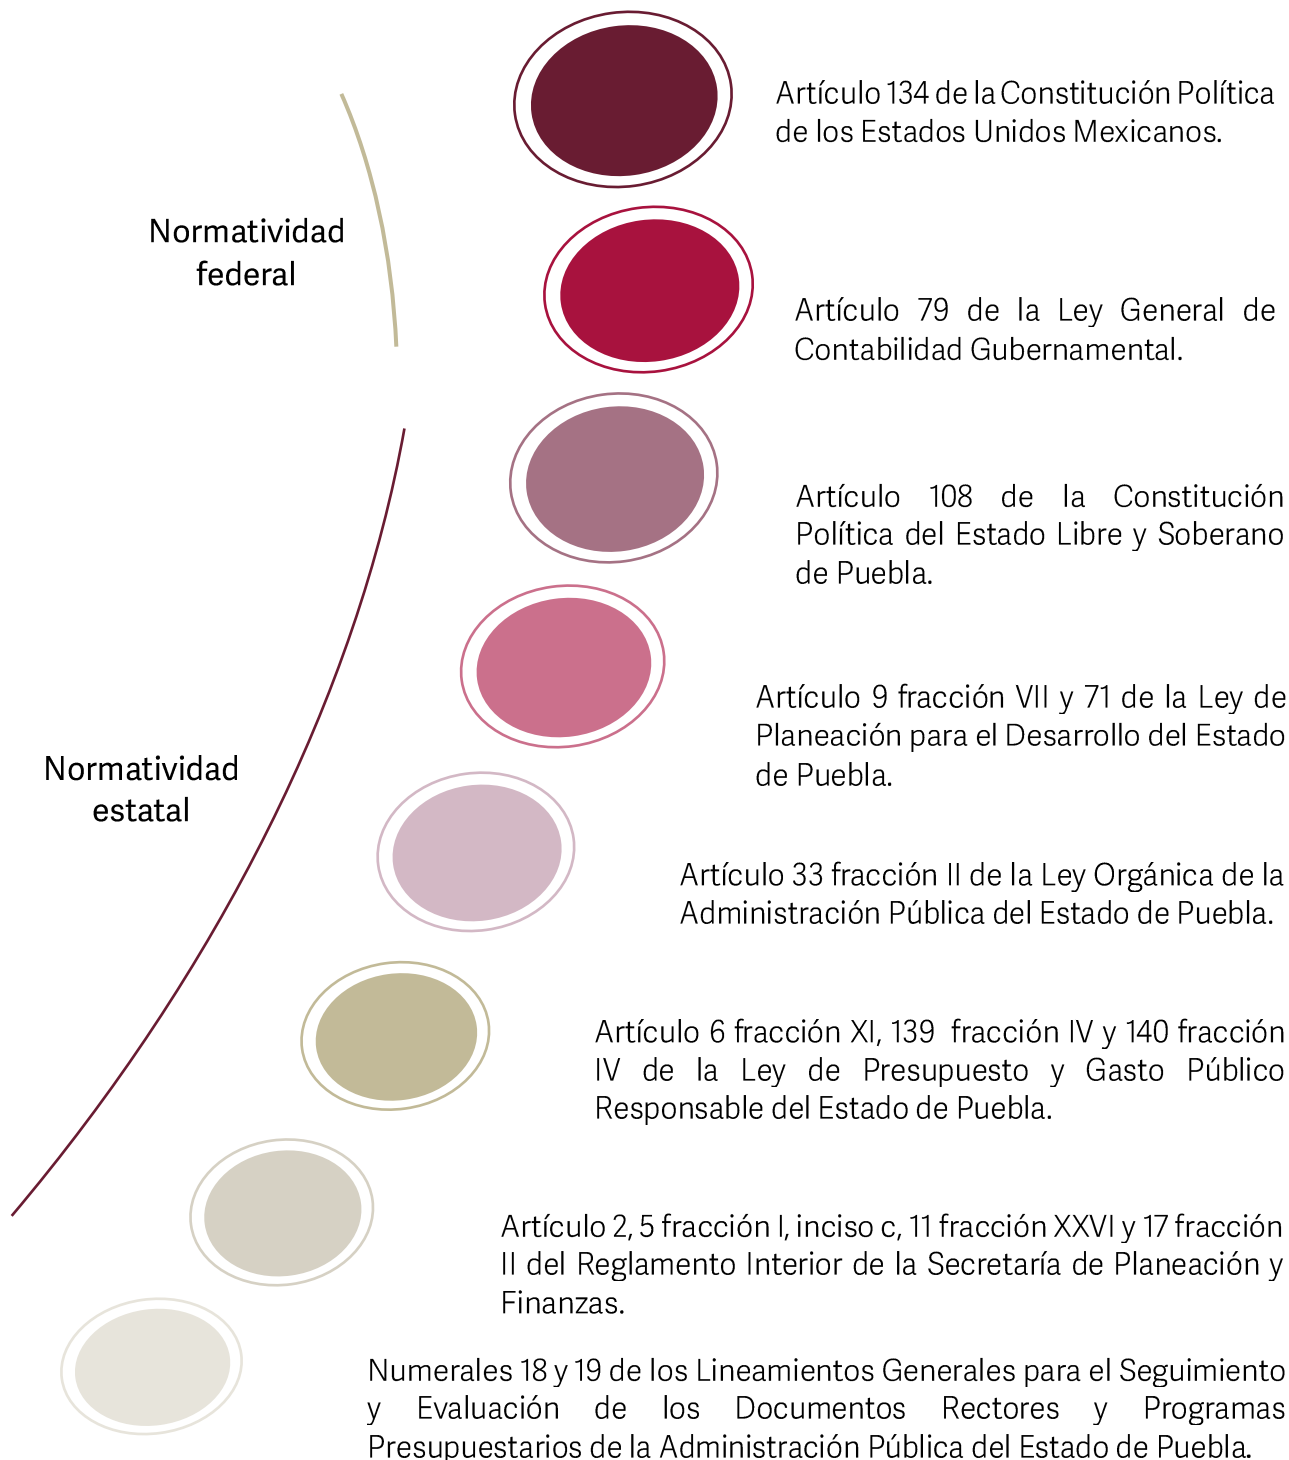 Artículo 134 de la Constitución Política
de los Estados Unidos Mexicanos.
Normatividad
federal
Artículo 79 de la Ley General de
Contabilidad Gubernamental.
Artículo 108 de la Constitución
Política del Estado Libre y Soberano
de Puebla.
Artículo 9 fracción VII y 71 de la Ley de
Planeación para el Desarrollo del Estado
de Puebla.
Normatividad
estatal
Artículo 33 fracción II de la Ley Orgánica de la
Administración Pública del Estado de Puebla.
Artículo 6 fracción XI, 139 fracción IV y 140 fracción
IV de la Ley de Presupuesto y Gasto Público
Responsable del Estado de Puebla.
Artículo 2, 5 fracción I, inciso c, 11 fracción XXVI y 17 fracción
II del Reglamento Interior de la Secretaría de Planeación y
Finanzas.
Numerales 18 y 19 de los Lineamientos Generales para el Seguimiento
y Evaluación de los Documentos Rectores y Programas
Presupuestarios de la Administración Pública del Estado de Puebla.